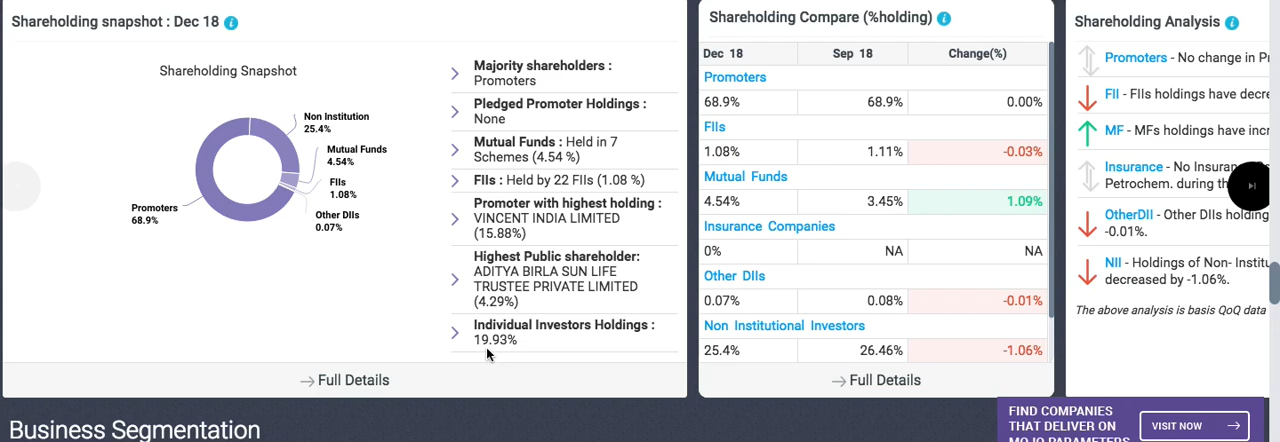 Shareholding snapshot : Dec 18
Shareholding Snapshot
Non Institution
25.4%
Mutual Funds
4.54%
FIIs
1.08%
Other DIIs
0.07%
Promoters
68.9%
Majority shareholders :
Promoters
Pledged Promoter Holdings :
None
Mutual Funds : Held in 7
Schemes (4.54 %)
FIIs : Held by 22 FIIs (1.08 %)
Promoter with highest holding :
VINCENT INDIA LIMITED
(15.88%)
Highest Public shareholder:
ADITYA BIRLA SUN LIFE
TRUSTEE PRIVATE LIMITED
(4.29%)
Individual Investors Holdings :
19.93%
Full Details
Shareholding Compare (%holding)
Dec 18 Sep 18 Change(%)
Promoters
68.9% 68.9% 0.00%
FIIs
1.08% 1.11% -0.03%
Mutual Funds
4.54% 3.45% 1.09%
Insurance Companies
0% NA NA
Other DIIs
0.07% 0.08% -0.01%
Non Institutional Investors
25.4% 26.46% -1.06%
Full Details
Shareholding Analysis
Promoters - No change in P
FII - FIIs holdings have decre
MF - MFs holdings have incr
Insurance - No Insuran
Petrochem. during th
OtherDII - Other DIIs holding
-0.01%.
NII - Holdings of Non- Institu
decreased by -1.06%.
The above analysis is basis QoQ data
Business Segmentation
FIND COMPANIES
THAT DELIVER ON
MOJO PARAMETERS
VISIT NOW